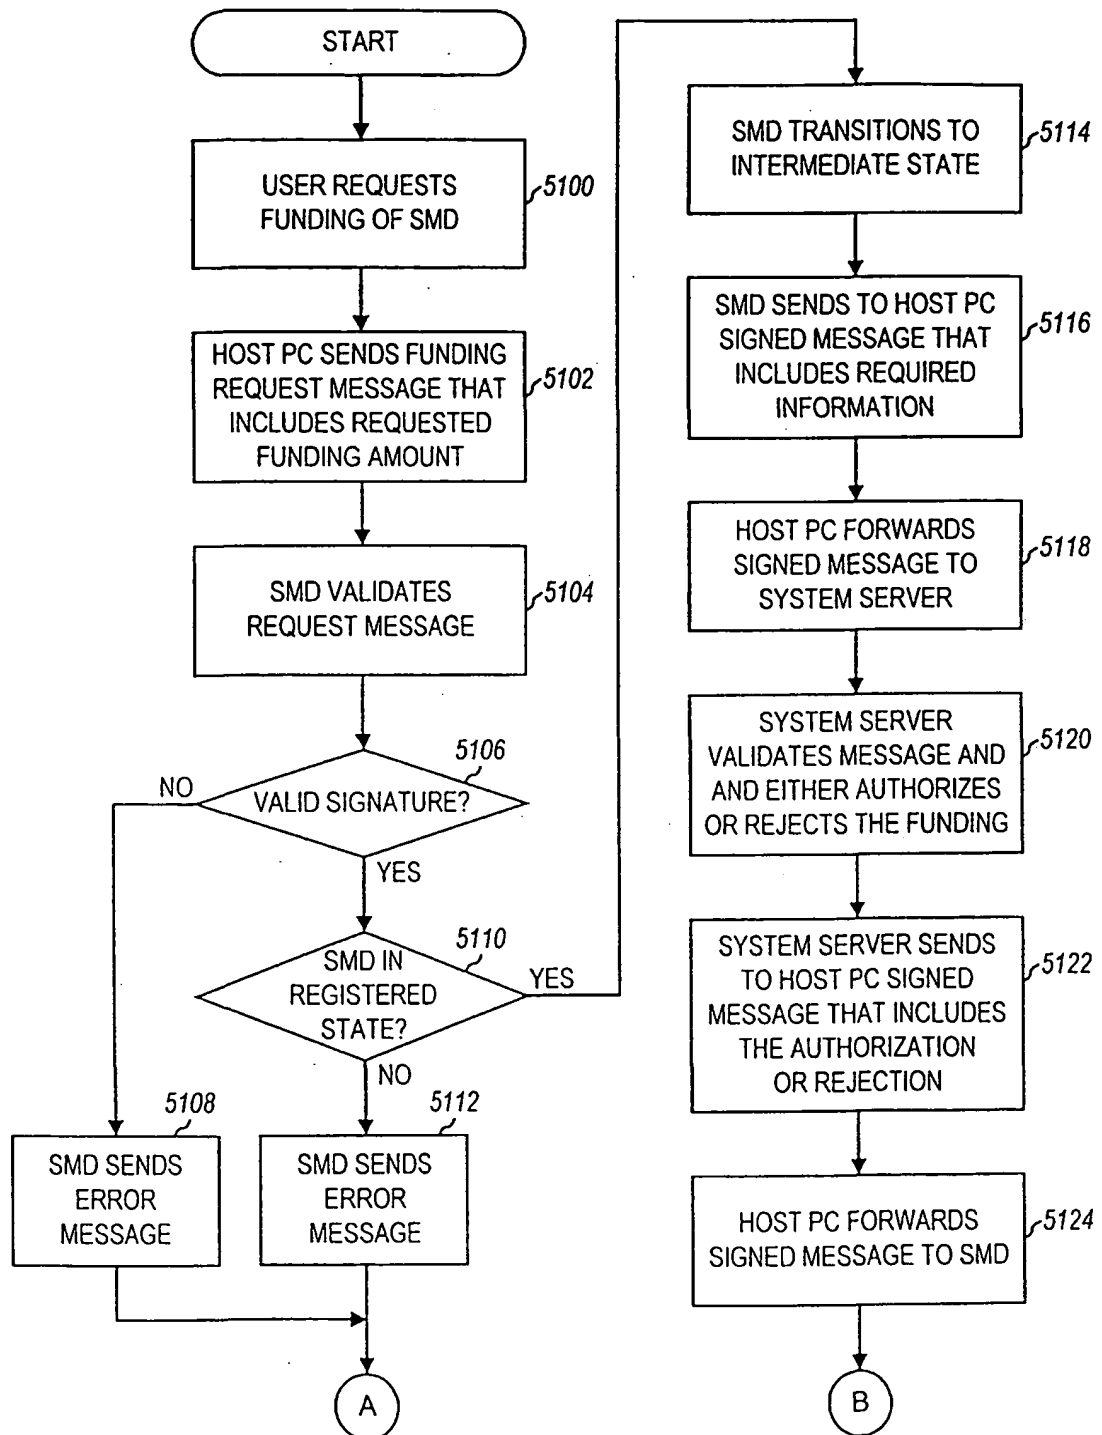 START
USER REQUESTS
FUNDING OF SMD
5100
HOST PC SENDS FUNDING
REQUEST MESSAGE THAT
INCLUDES REQUESTED
FUNDING AMOUNT
5102
SMD VALIDATES
REQUEST MESSAGE
5104
5106
VALID SIGNATURE?
NO
YES
5110
SMD IN
REGISTERED
STATE?
YES
NO
5108
SMD SENDS
ERROR
MESSAGE
5112
SMD SENDS
ERROR
MESSAGE
A
SMD TRANSITIONS TO
INTERMEDIATE STATE
5114
SMD SENDS TO HOST PC
SIGNED MESSAGE THAT
INCLUDES REQUIRED
INFORMATION
5116
HOST PC FORWARDS
SIGNED MESSAGE TO
SYSTEM SERVER
5118
SYSTEM SERVER
VALIDATES MESSAGE AND
AND EITHER AUTHORIZES
OR REJECTS THE FUNDING
5120
SYSTEM SERVER SENDS
TO HOST PC SIGNED
MESSAGE THAT INCLUDES
THE AUTHORIZATION
OR REJECTION
5122
HOST PC FORWARDS
SIGNED MESSAGE TO SMD
5124
B